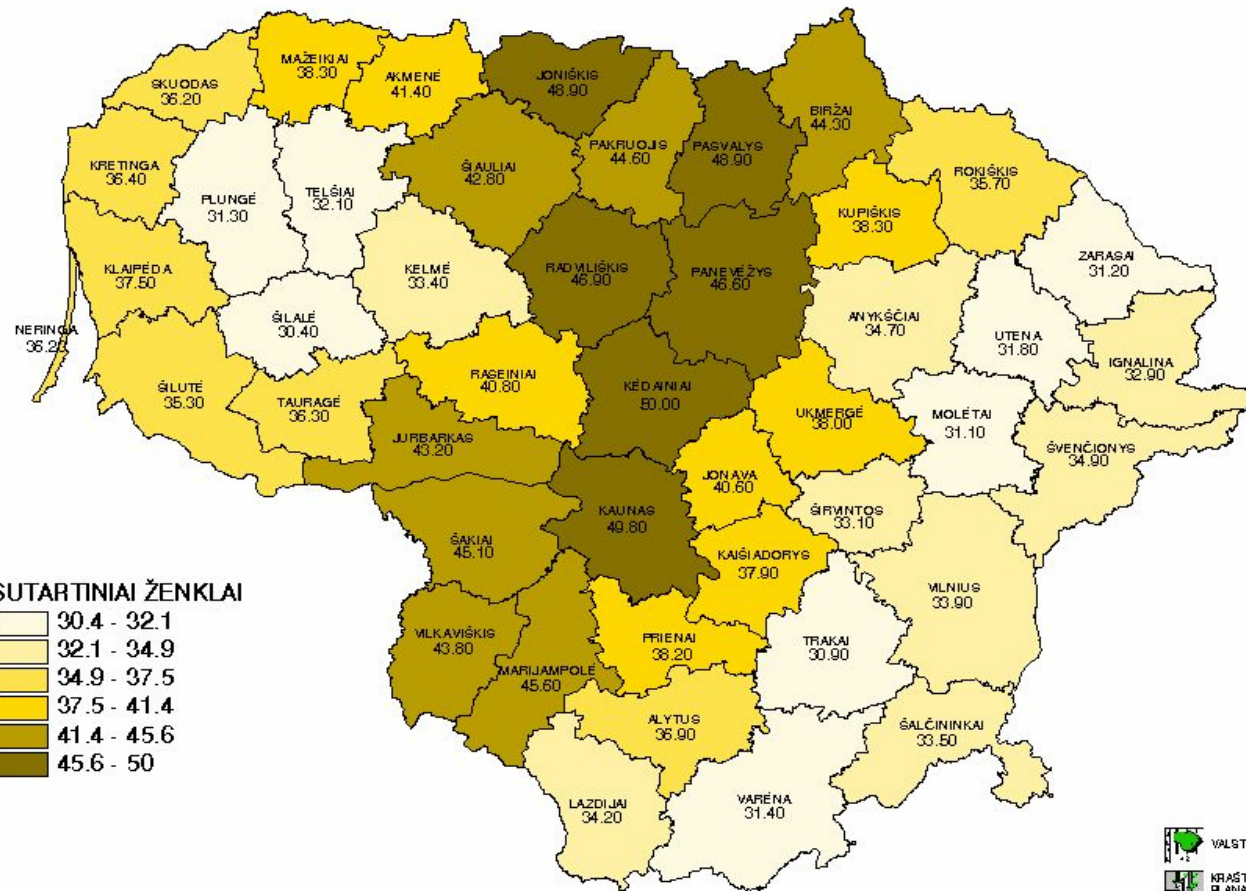 MAŽEIKIAI
38.30
SKUODAS
36.20
AKMENĖ
41.40
JONIŠKIS
48.90
PAKRUOJIS
44.60
PASVALYS
48.90
BIRŽAI
44.30
ROKIŠKIS
35.70
KRETINGA
36.40
PLUNGĖ
31.30
TELŠIAI
32.10
ŠIAULIAI
42.80
KUPIŠKIS
38.30
ZARASAI
31.20
KLAIPĖDA
37.50
KELMĖ
33.40
RADVILIŠKIS
46.90
PANEVĖŽYS
46.60
ANYKŠČIAI
34.70
UTENA
31.80
IGNALINA
32.90
NERINGA
36.20
ŠILALĖ
30.40
ŠILUTĖ
35.30
TAURAGĖ
36.30
RASEINIAI
40.80
KĖDAINIAI
50.00
UKMERGĖ
38.00
MOLĖTAI
31.10
ŠVENČIONYS
34.90
JURBARKAS
43.20
JONAVA
40.60
ŠIRVINTOS
33.10
ŠAKIAI
45.10
KAUNAS
49.80
KAIŠIADORYS
37.90
VILNIUS
33.90
VILKAVIŠKIS
43.80
MARIJAMPOLĖ
45.60
PRIENAI
38.20
TRAKAI
30.90
ALYTUS
36.90
ŠALČININKAI
33.50
LAZDIJAI
34.20
VARĖNA
31.40
SUTARTINIAI ŽENKLAI
30.4 - 32.1
32.1 - 34.9
34.9 - 37.5
37.5 - 41.4
41.4 - 45.6
45.6 - 50
VALST
KRAŠT